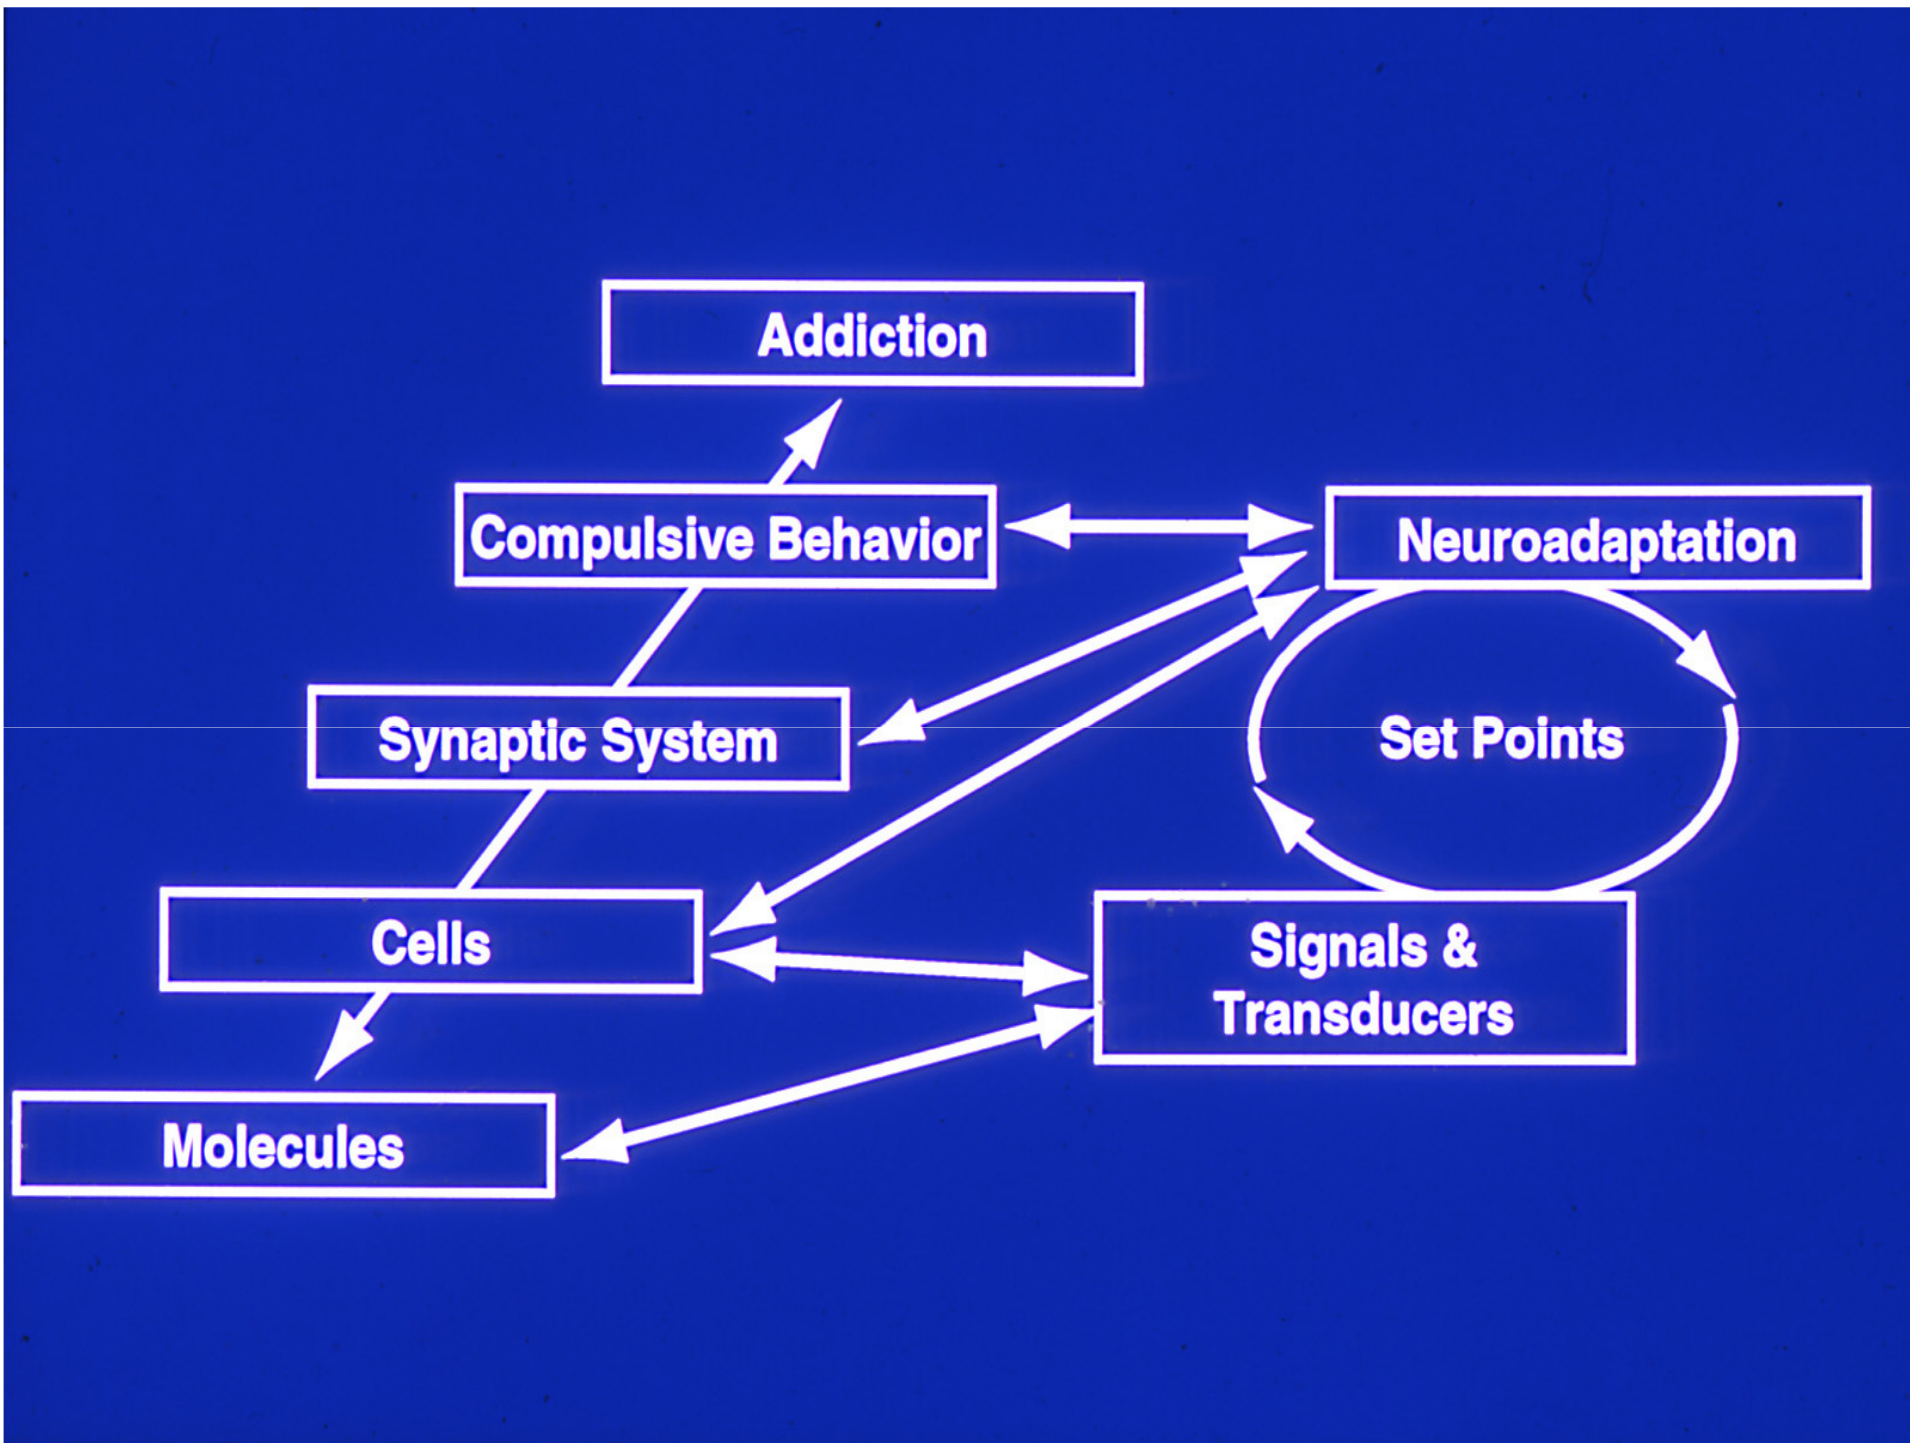 Addiction
Compulsive Behavior
Neuroadaptation
Synaptic System
Set Points
Cells
Signals &
Transducers
Molecules